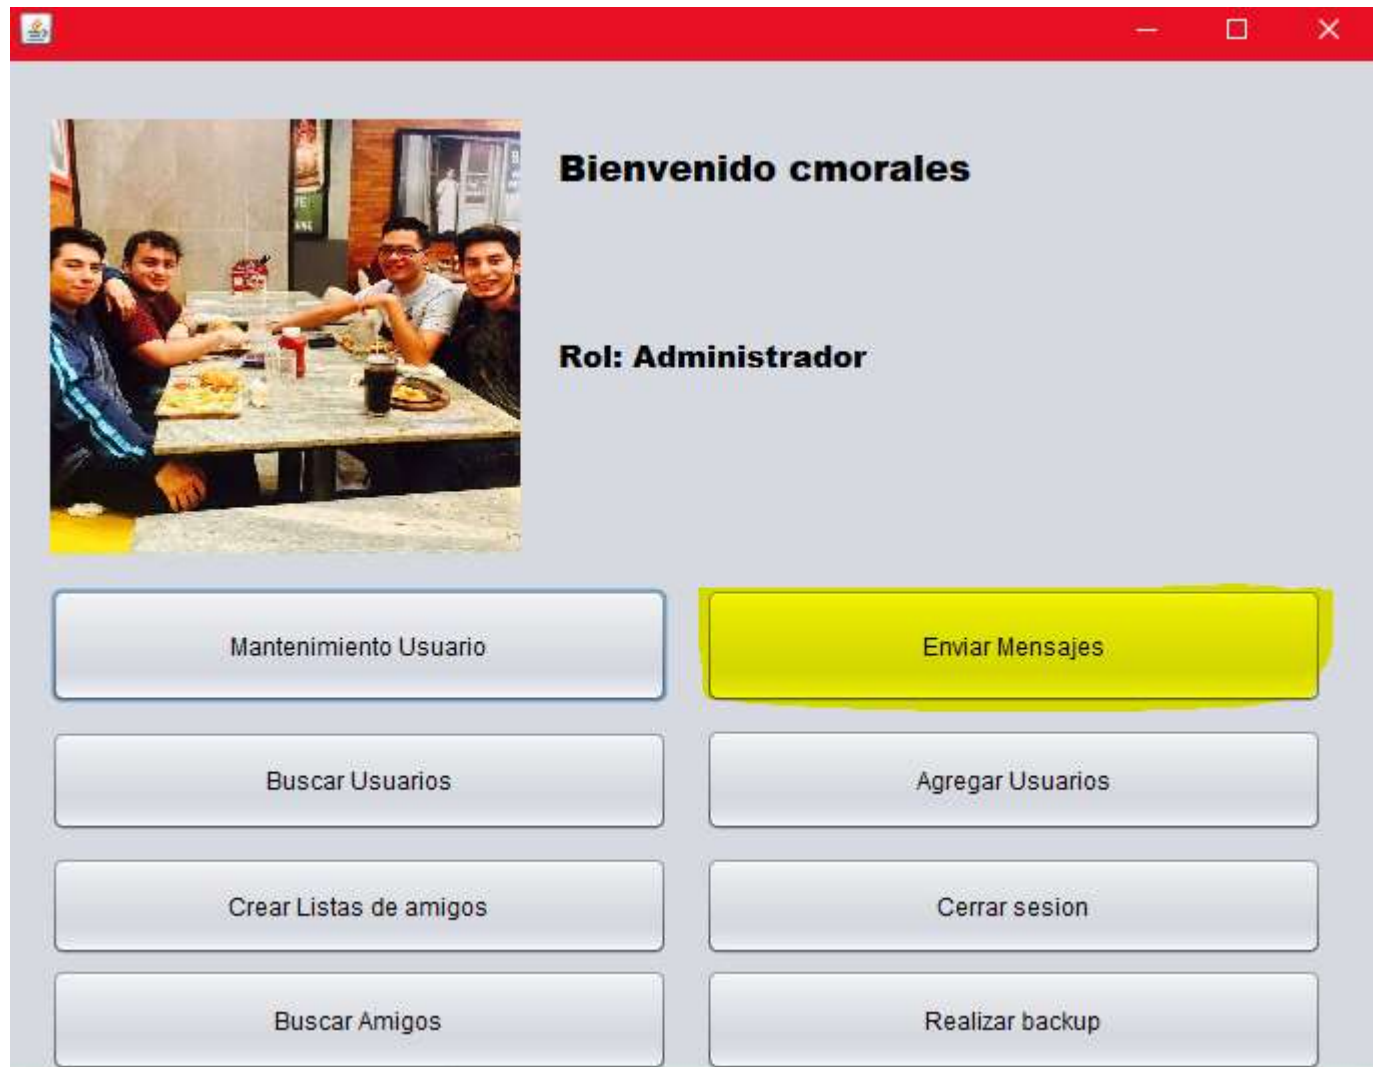 Bienvenido cmorales
Rol: Administrador
Mantenimiento Usuario
Enviar Mensajes
Buscar Usuarios
Agregar Usuarios
Crear Listas de amigos
Cerrar sesion
Buscar Amigos
Realizar backup